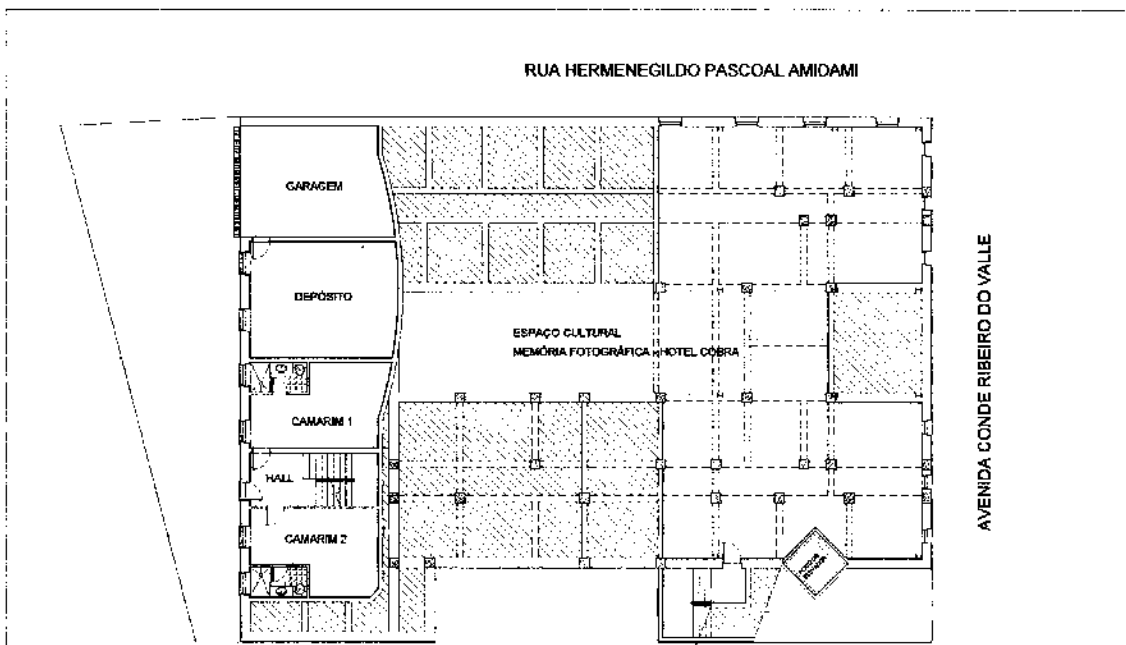 RUA HERMENEGILDO PASCOAL AMIDAMI
GARAGEM
DEPÓSITO
ESPAÇO CULTURAL
MEMÓRIA FOTOGRÁFICA - HOTEL COBRA
CAMARIM 1
HALL
CAMARIM 2
AVENIDA CONDE RIBEIRO DO VALLE